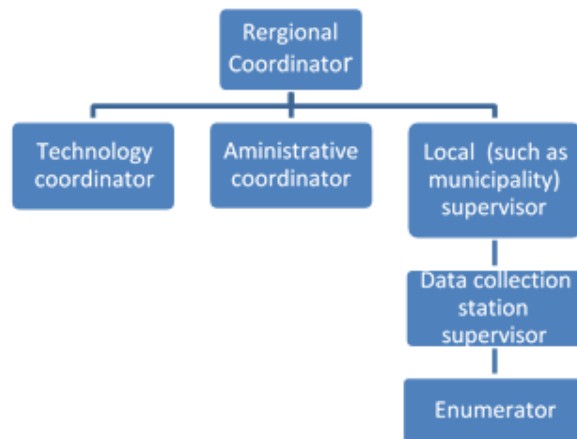 Rergional
Coordinator
Technology
coordinator
Aministrative
coordinator
Local (such as
municipality)
supervisor
Data collection
station
supervisor
Enumerator